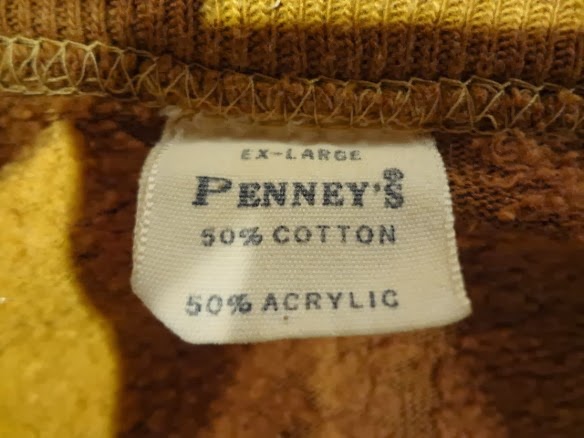 EX-LARGE
PENNEY'S®
50% COTTON
50% ACRYLIC